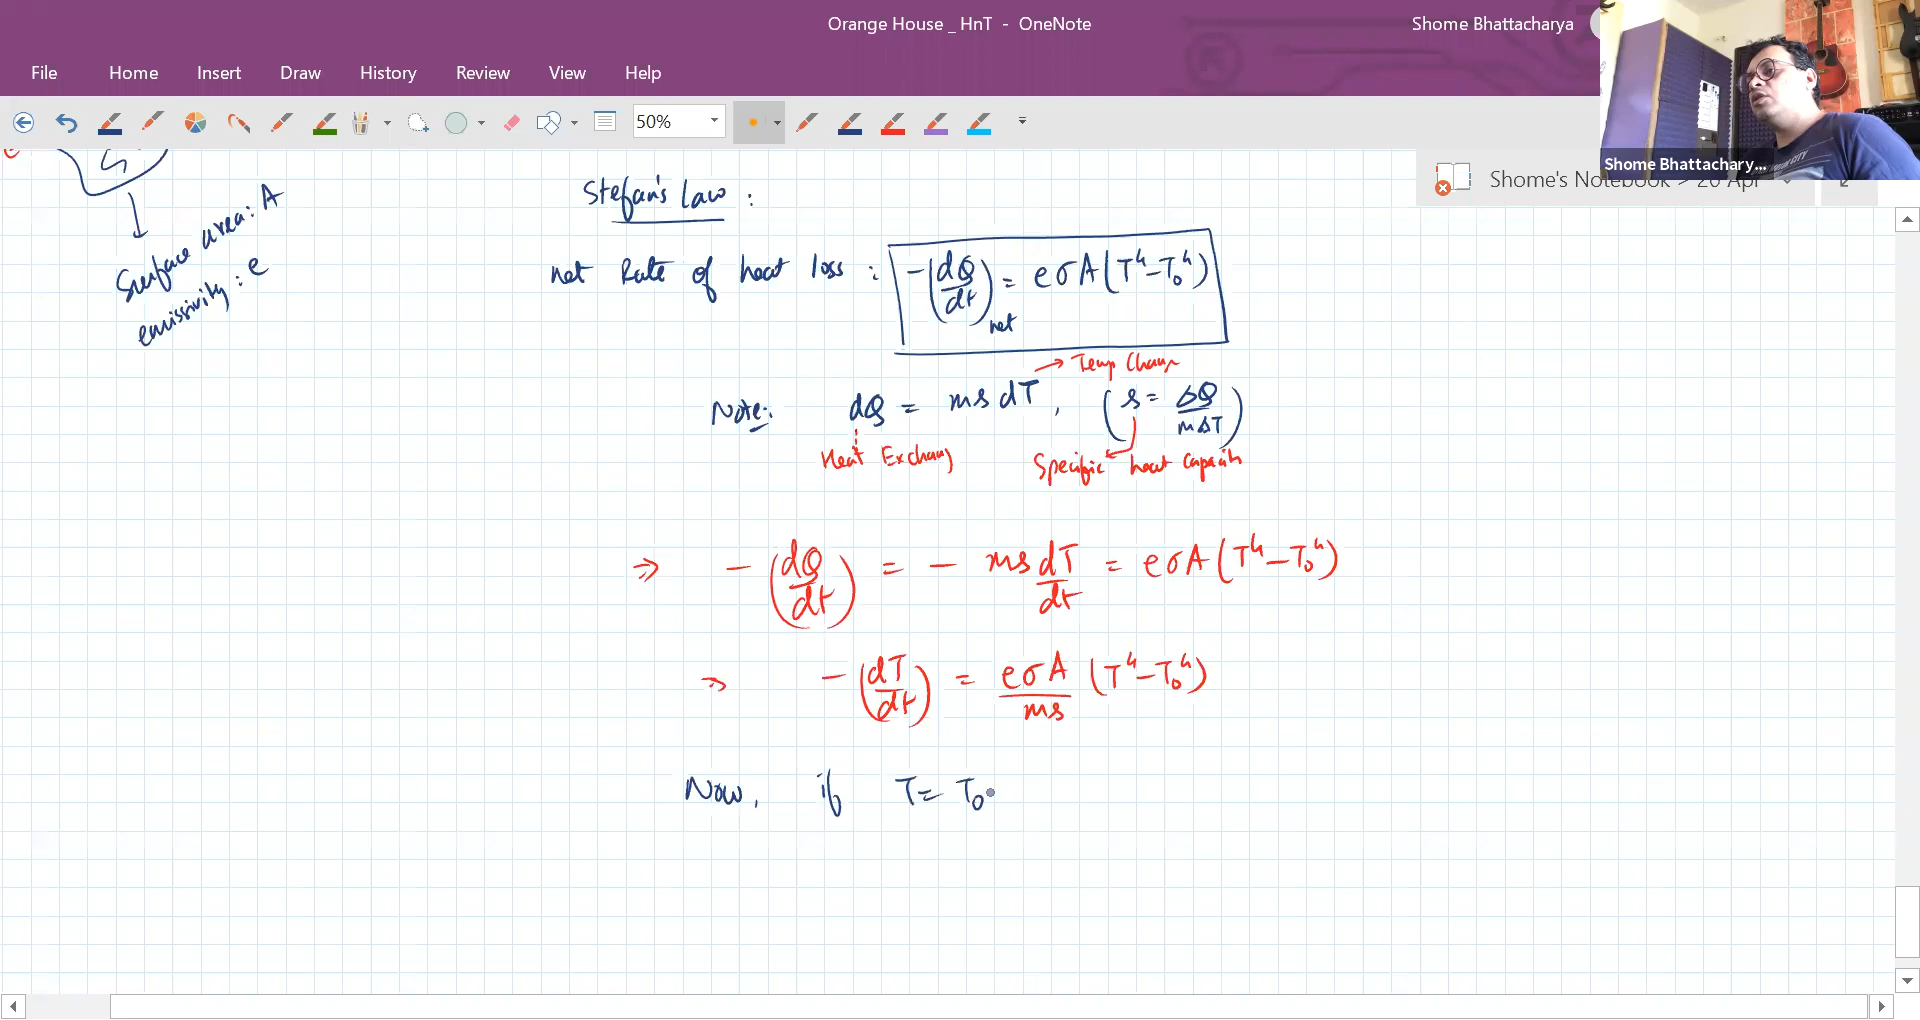 Orange House _ HnT - OneNote
Shome Bhattacharya
File Home Insert Draw History Review View Help
50%
Shome Bhattachary...
Shome's Notebook > 26 Apr
Surface area: A
emissivity: e
Stefan's Law :
net Rate of heat loss : -(dQ/dt)net = eσA(T⁴-T₀⁴)
→ Temp Change
Note: dQ = ms dT, (s = ΔQ/mΔT)
Heat Exchang
Specific heat capacity
⇒ -(dQ/dt) = - ms dT/dt = eσA(T⁴-T₀⁴)
⇒ -(dT/dt) = eσA/ms (T⁴-T₀⁴)
Now, if T = T₀